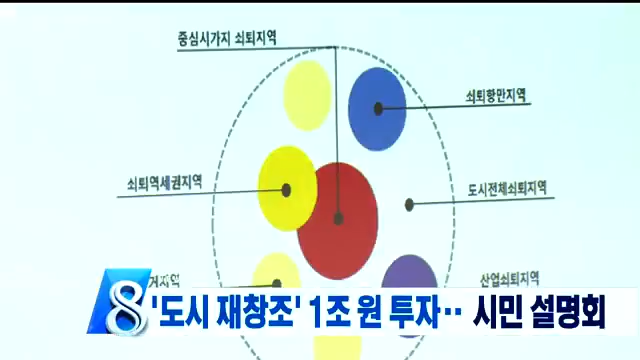 중심시가지 쇠퇴지역
쇠퇴항만지역
쇠퇴역세권지역
도시전체쇠퇴지역
산업쇠퇴지역
8 '도시 재창조' 1조 원 투자‥ 시민 설명회